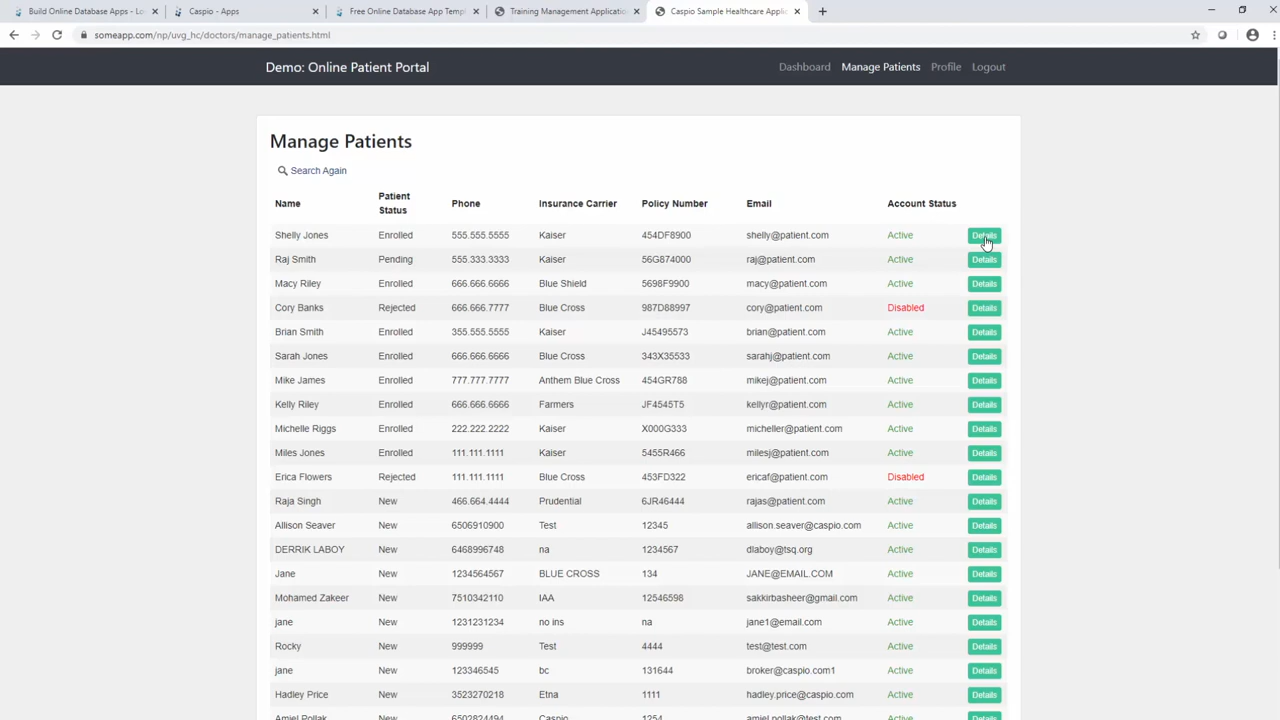 Build Online Database Apps - Lo
Caspio - Apps
Free Online Database App Temp
Training Management Application
Caspio Sample Healthcare Applic
someapp.com/np/uvg_hc/doctors/manage_patients.html
Demo: Online Patient Portal Dashboard Manage Patients Profile Logout
Manage Patients
Search Again
Name Patient Status Phone Insurance Carrier Policy Number Email Account Status
Shelly Jones Enrolled 555.555.5555 Kaiser 454DF8900 shelly@patient.com Active Details
Raj Smith Pending 555.333.3333 Kaiser 56G874000 raj@patient.com Active Details
Macy Riley Enrolled 666.666.6666 Blue Shield 5698F9900 macy@patient.com Active Details
Cory Banks Rejected 666.666.7777 Blue Cross 987D88997 cory@patient.com Disabled Details
Brian Smith Enrolled 355.555.5555 Kaiser J45495573 brian@patient.com Active Details
Sarah Jones Enrolled 666.666.6666 Blue Cross 343X35533 sarahj@patient.com Active Details
Mike James Enrolled 777.777.7777 Anthem Blue Cross 454GR788 mikej@patient.com Active Details
Kelly Riley Enrolled 666.666.6666 Farmers JF4545T5 kellyr@patient.com Active Details
Michelle Riggs Enrolled 222.222.2222 Kaiser X000G333 micheller@patient.com Active Details
Miles Jones Enrolled 111.111.1111 Kaiser 5455R466 milesj@patient.com Active Details
Erica Flowers Rejected 111.111.1111 Blue Cross 453FD322 ericaf@patient.com Disabled Details
Raja Singh New 466.664.4444 Prudential 6JR46444 rajas@patient.com Active Details
Allison Seaver New 6506910900 Test 12345 allison.seaver@caspio.com Active Details
DERRIK LABOY New 6468996748 na 1234567 dlaboy@tsq.org Active Details
Jane New 1234564567 BLUE CROSS 134 JANE@EMAIL.COM Active Details
Mohamed Zakeer New 7510342110 IAA 12546598 sakkirbasheer@gmail.com Active Details
jane New 1231231234 no ins na jane1@email.com Active Details
Rocky New 999999 Test 4444 test@test.com Active Details
jane New 123346545 bc 131644 broker@caspio.com1 Active Details
Hadley Price New 3523270218 Etna 1111 hadley.price@caspio.com Active Details
Amiel Pollak New 6502824494 Caspio 1254 amiel.pollak@test.com Active Details